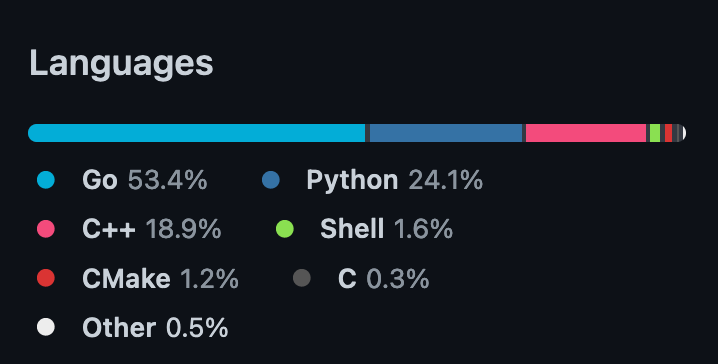 Languages
Go 53.4% Python 24.1%
C++ 18.9% Shell 1.6%
CMake 1.2% C 0.3%
Other 0.5%